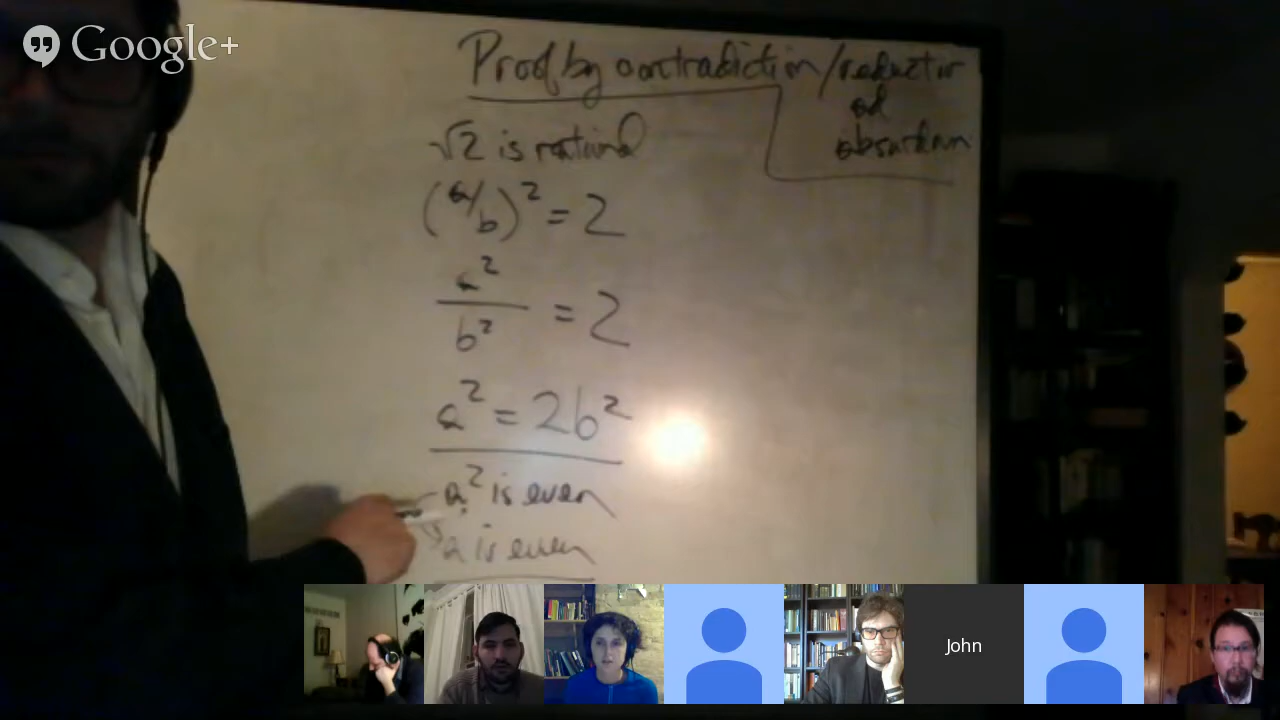 Google+
Proof by contradiction/reductio
ad
absurdum
√2 is rational
(a/b)² = 2
a²
b² = 2
a² = 2b²
a² is even
a is even
John